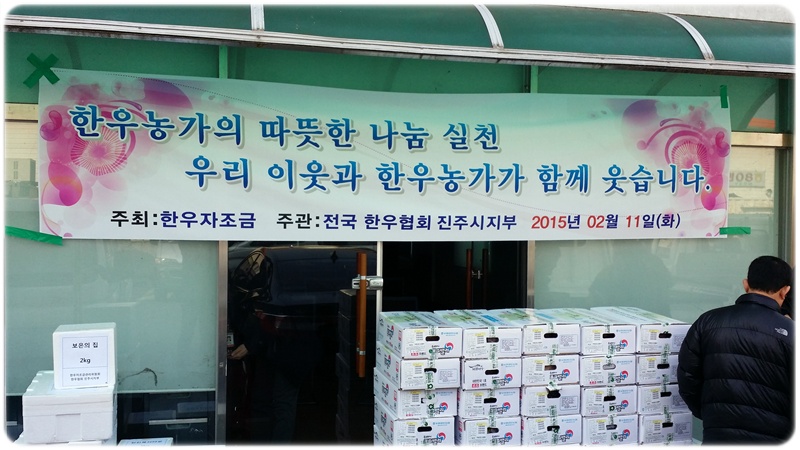 한우농가의 따뜻한 나눔 실천
우리 이웃과 한우농가가 함께 웃습니다.
주최:한우자조금 주관:전국 한우협회 진주시지부 2015년 02월 11일(화)
보은의 집
2kg